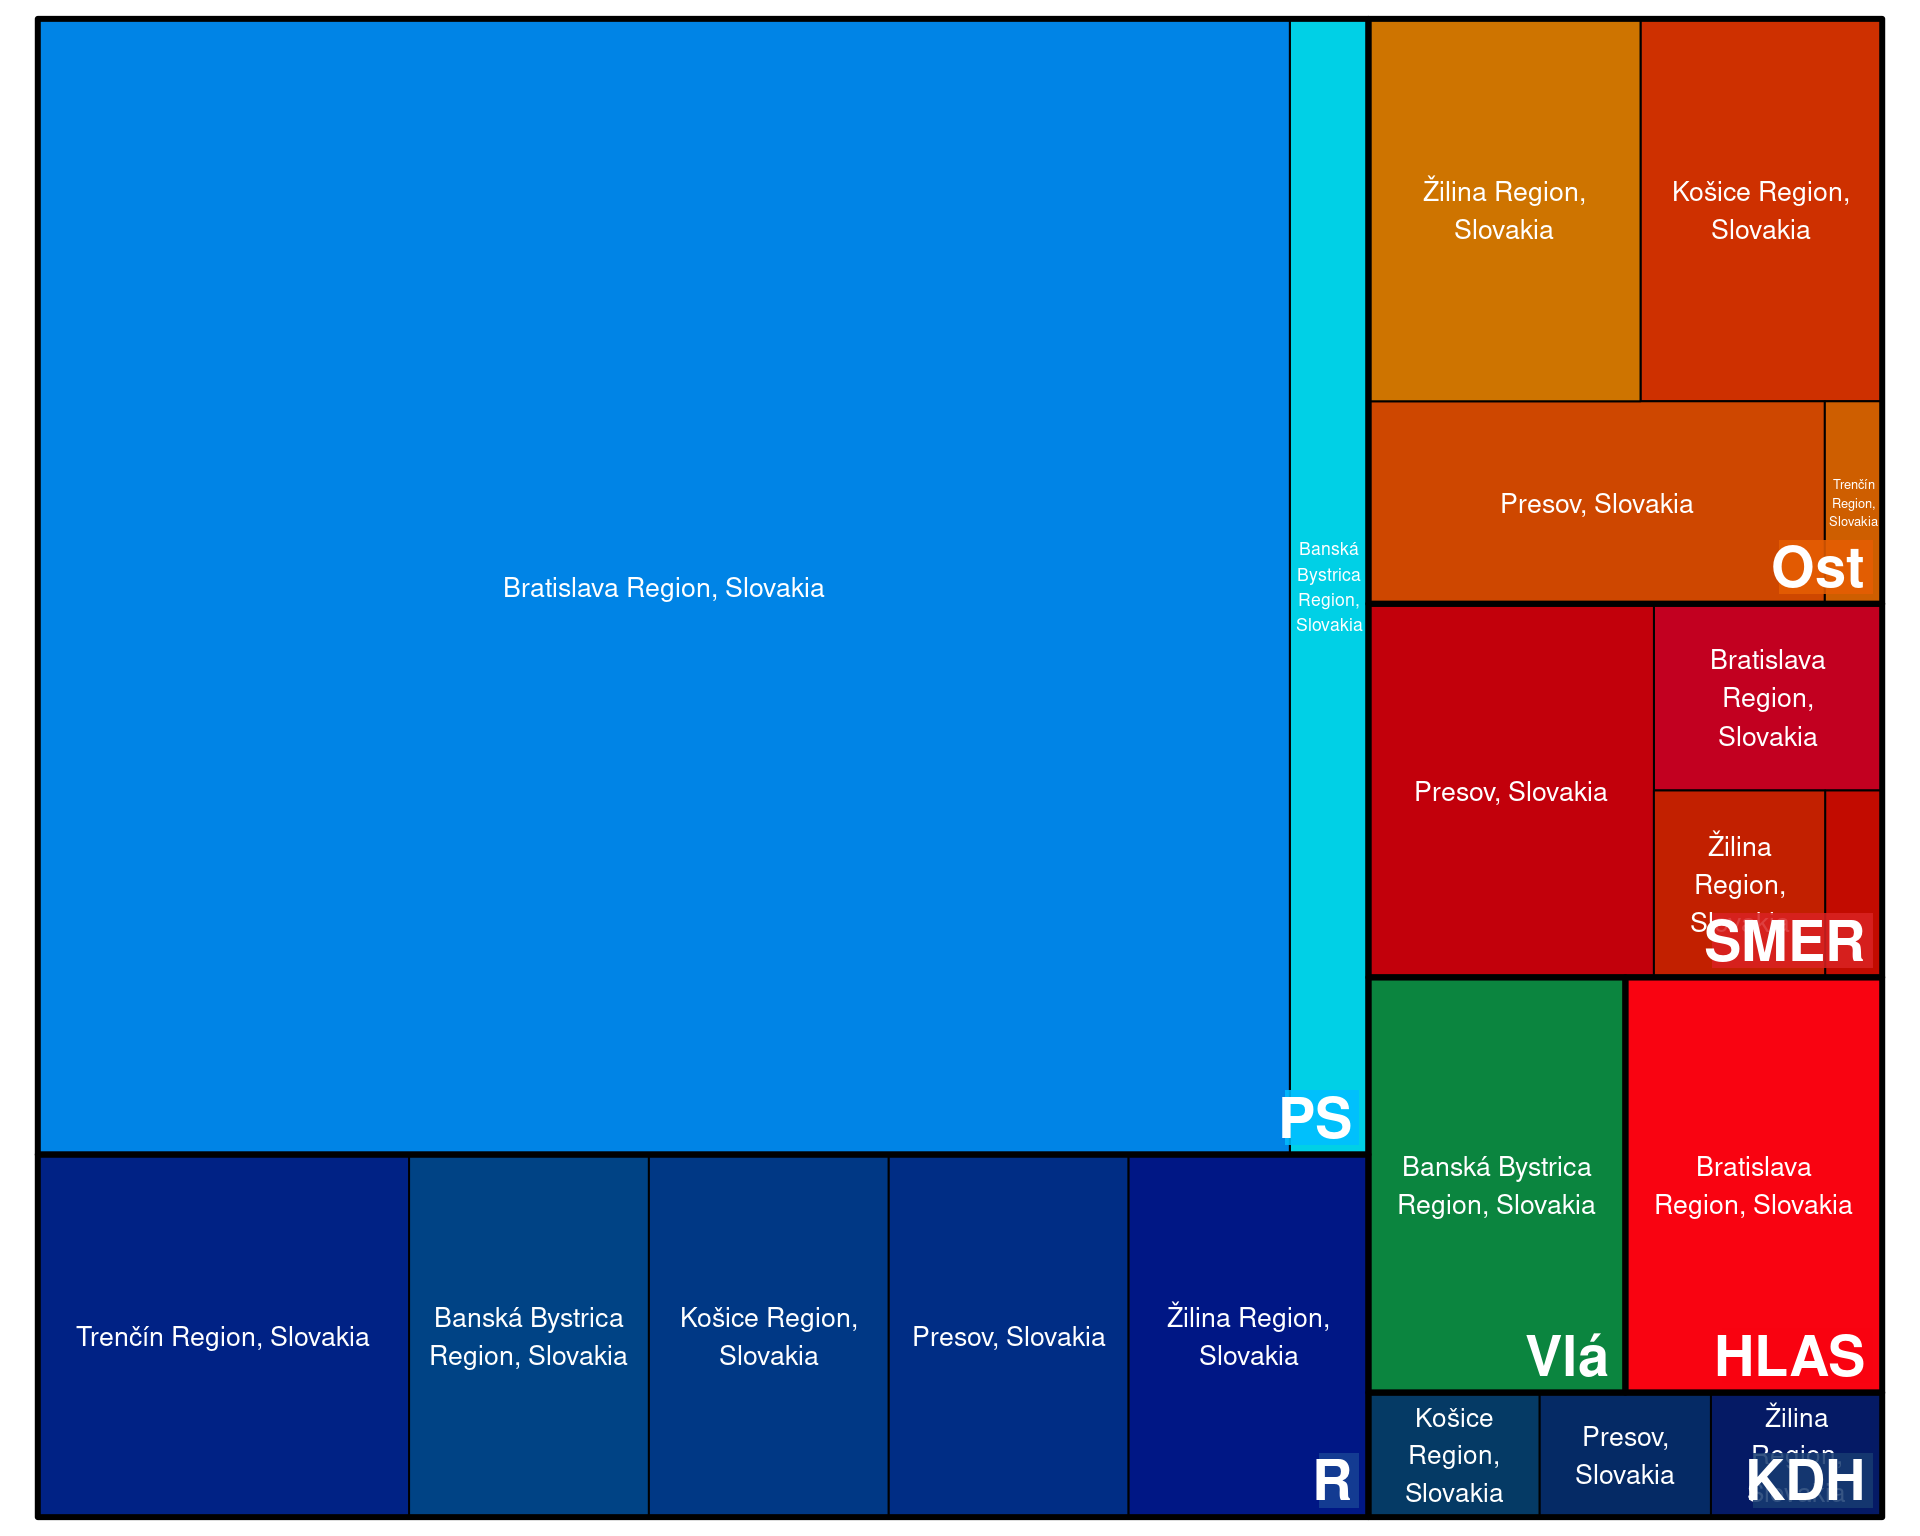 Bratislava Region, Slovakia
Banská
Bystrica
Region,
Slovakia
PS
Trenčín Region, Slovakia
Banská Bystrica
Region, Slovakia
Košice Region,
Slovakia
Presov, Slovakia
Žilina Region,
Slovakia
R
Žilina Region,
Slovakia
Košice Region,
Slovakia
Presov, Slovakia
Trenčín
Region,
Slovakia
Ost
Presov, Slovakia
Bratislava
Region,
Slovakia
Žilina
Region,
Slovakia
SMER
Banská Bystrica
Region, Slovakia
Vlá
Bratislava
Region, Slovakia
HLAS
Košice
Region,
Slovakia
Presov,
Slovakia
Žilina
Region,
Slovakia
KDH